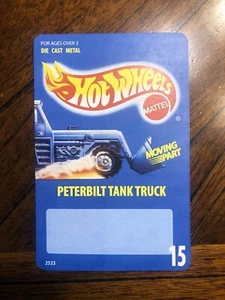 FOR AGES OVER 3
DIE CAST METAL
Hot Wheels
MATTEL
®
MOVING
PART
PETERBILT TANK TRUCK
2533
15